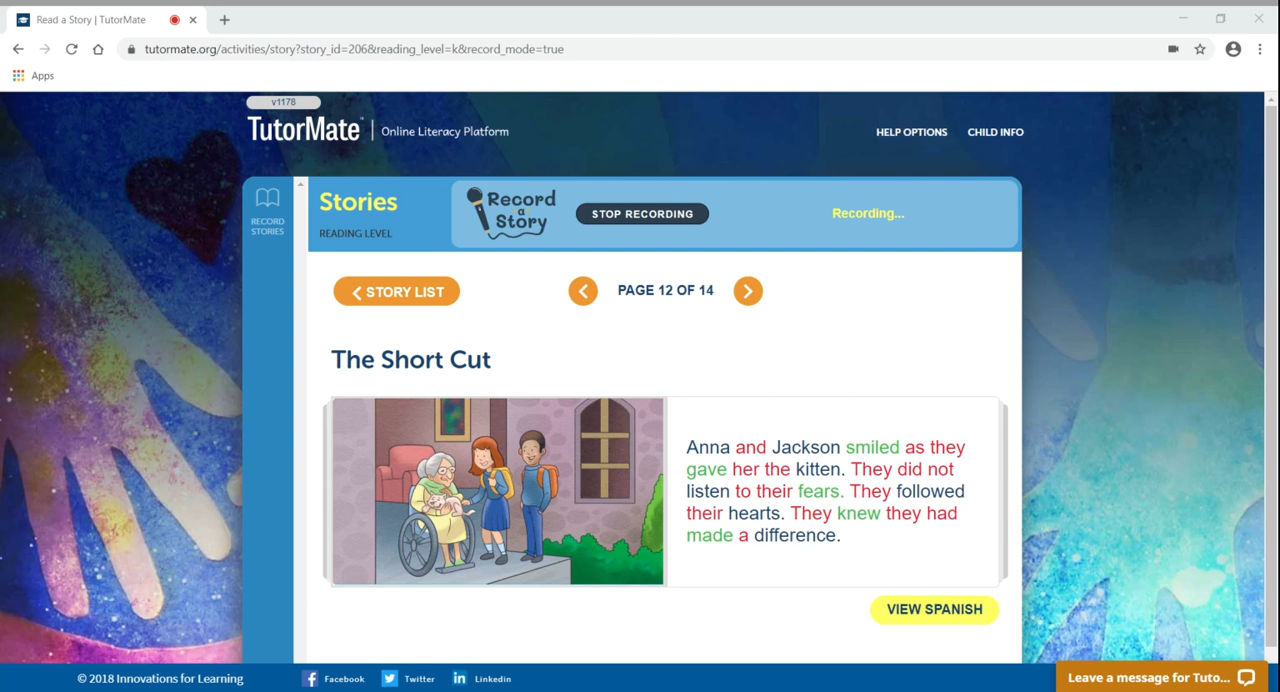 Read a Story | TutorMate
tutormate.org/activities/story?story_id=206&reading_level=k&record_mode=true
Apps
v1178
TutorMate | Online Literacy Platform
HELP OPTIONS CHILD INFO
RECORD
STORIES
Stories
READING LEVEL
Record
a
Story
STOP RECORDING
Recording...
STORY LIST
PAGE 12 OF 14
The Short Cut
Anna and Jackson smiled as they
gave her the kitten. They did not
listen to their fears. They followed
their hearts. They knew they had
made a difference.
VIEW SPANISH
© 2018 Innovations for Learning
Facebook
Twitter
Linkedin
Leave a message for Tuto...